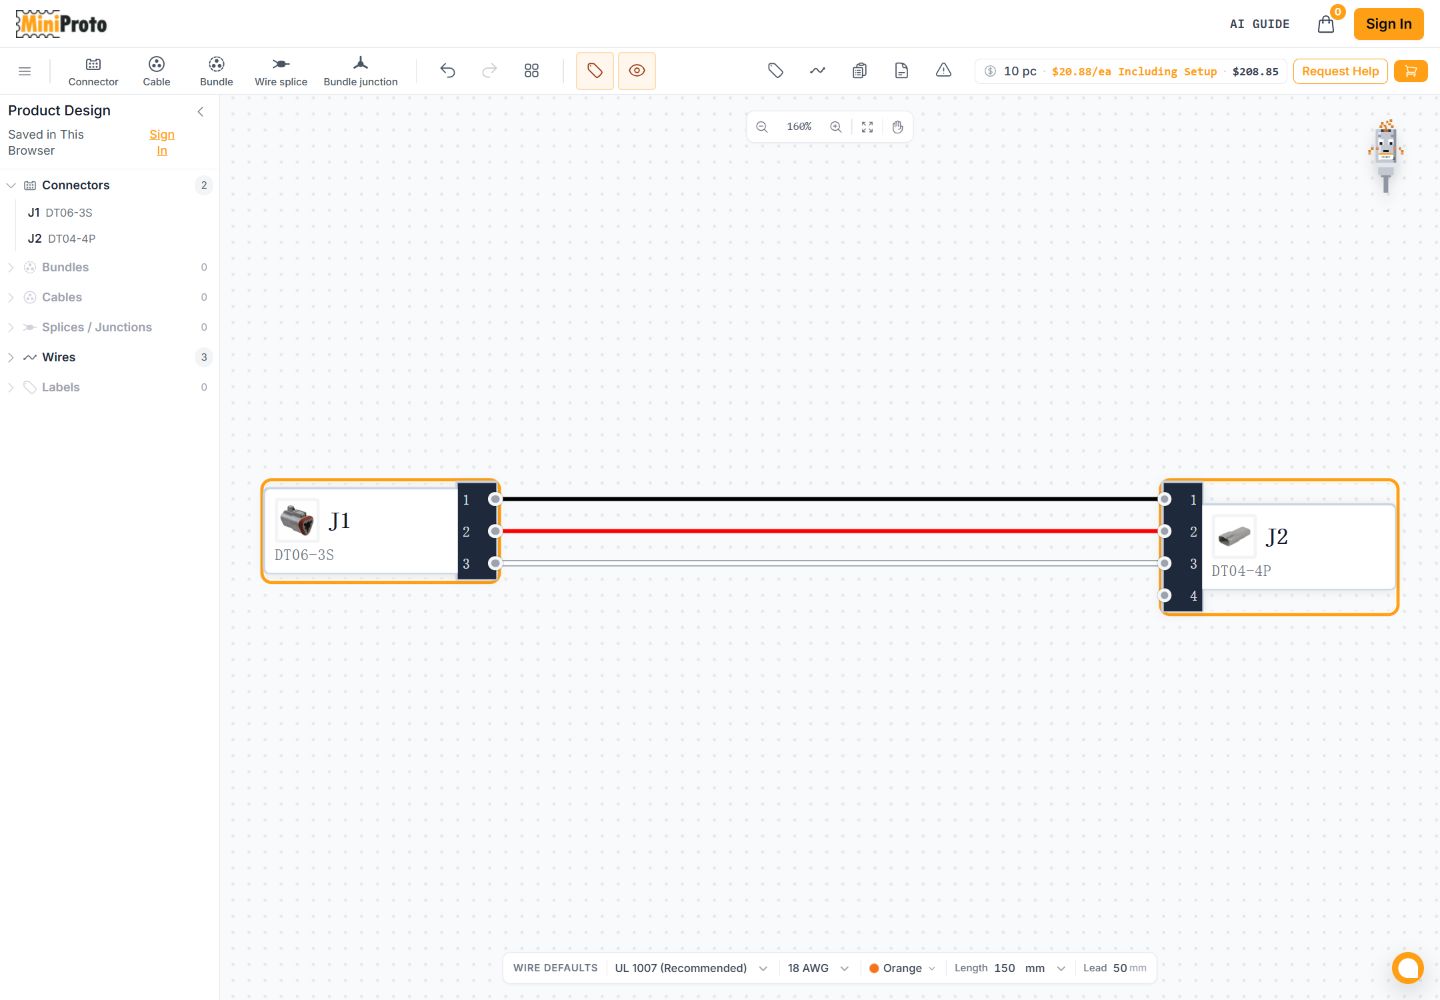 MiniProto
AI GUIDE
0
Sign In
Connector
Cable
Bundle
Wire splice
Bundle junction
10 pc · $20.88/ea Including Setup · $208.85
Request Help
Product Design
Saved in This Browser
Sign In
Connectors 2
J1 DT06-3S
J2 DT04-4P
Bundles 0
Cables 0
Splices / Junctions 0
Wires 3
Labels 0
160%
J1
DT06-3S
1
2
3
1
2
3
4
J2
DT04-4P
WIRE DEFAULTS UL 1007 (Recommended) 18 AWG Orange Length 150 mm Lead 50 mm